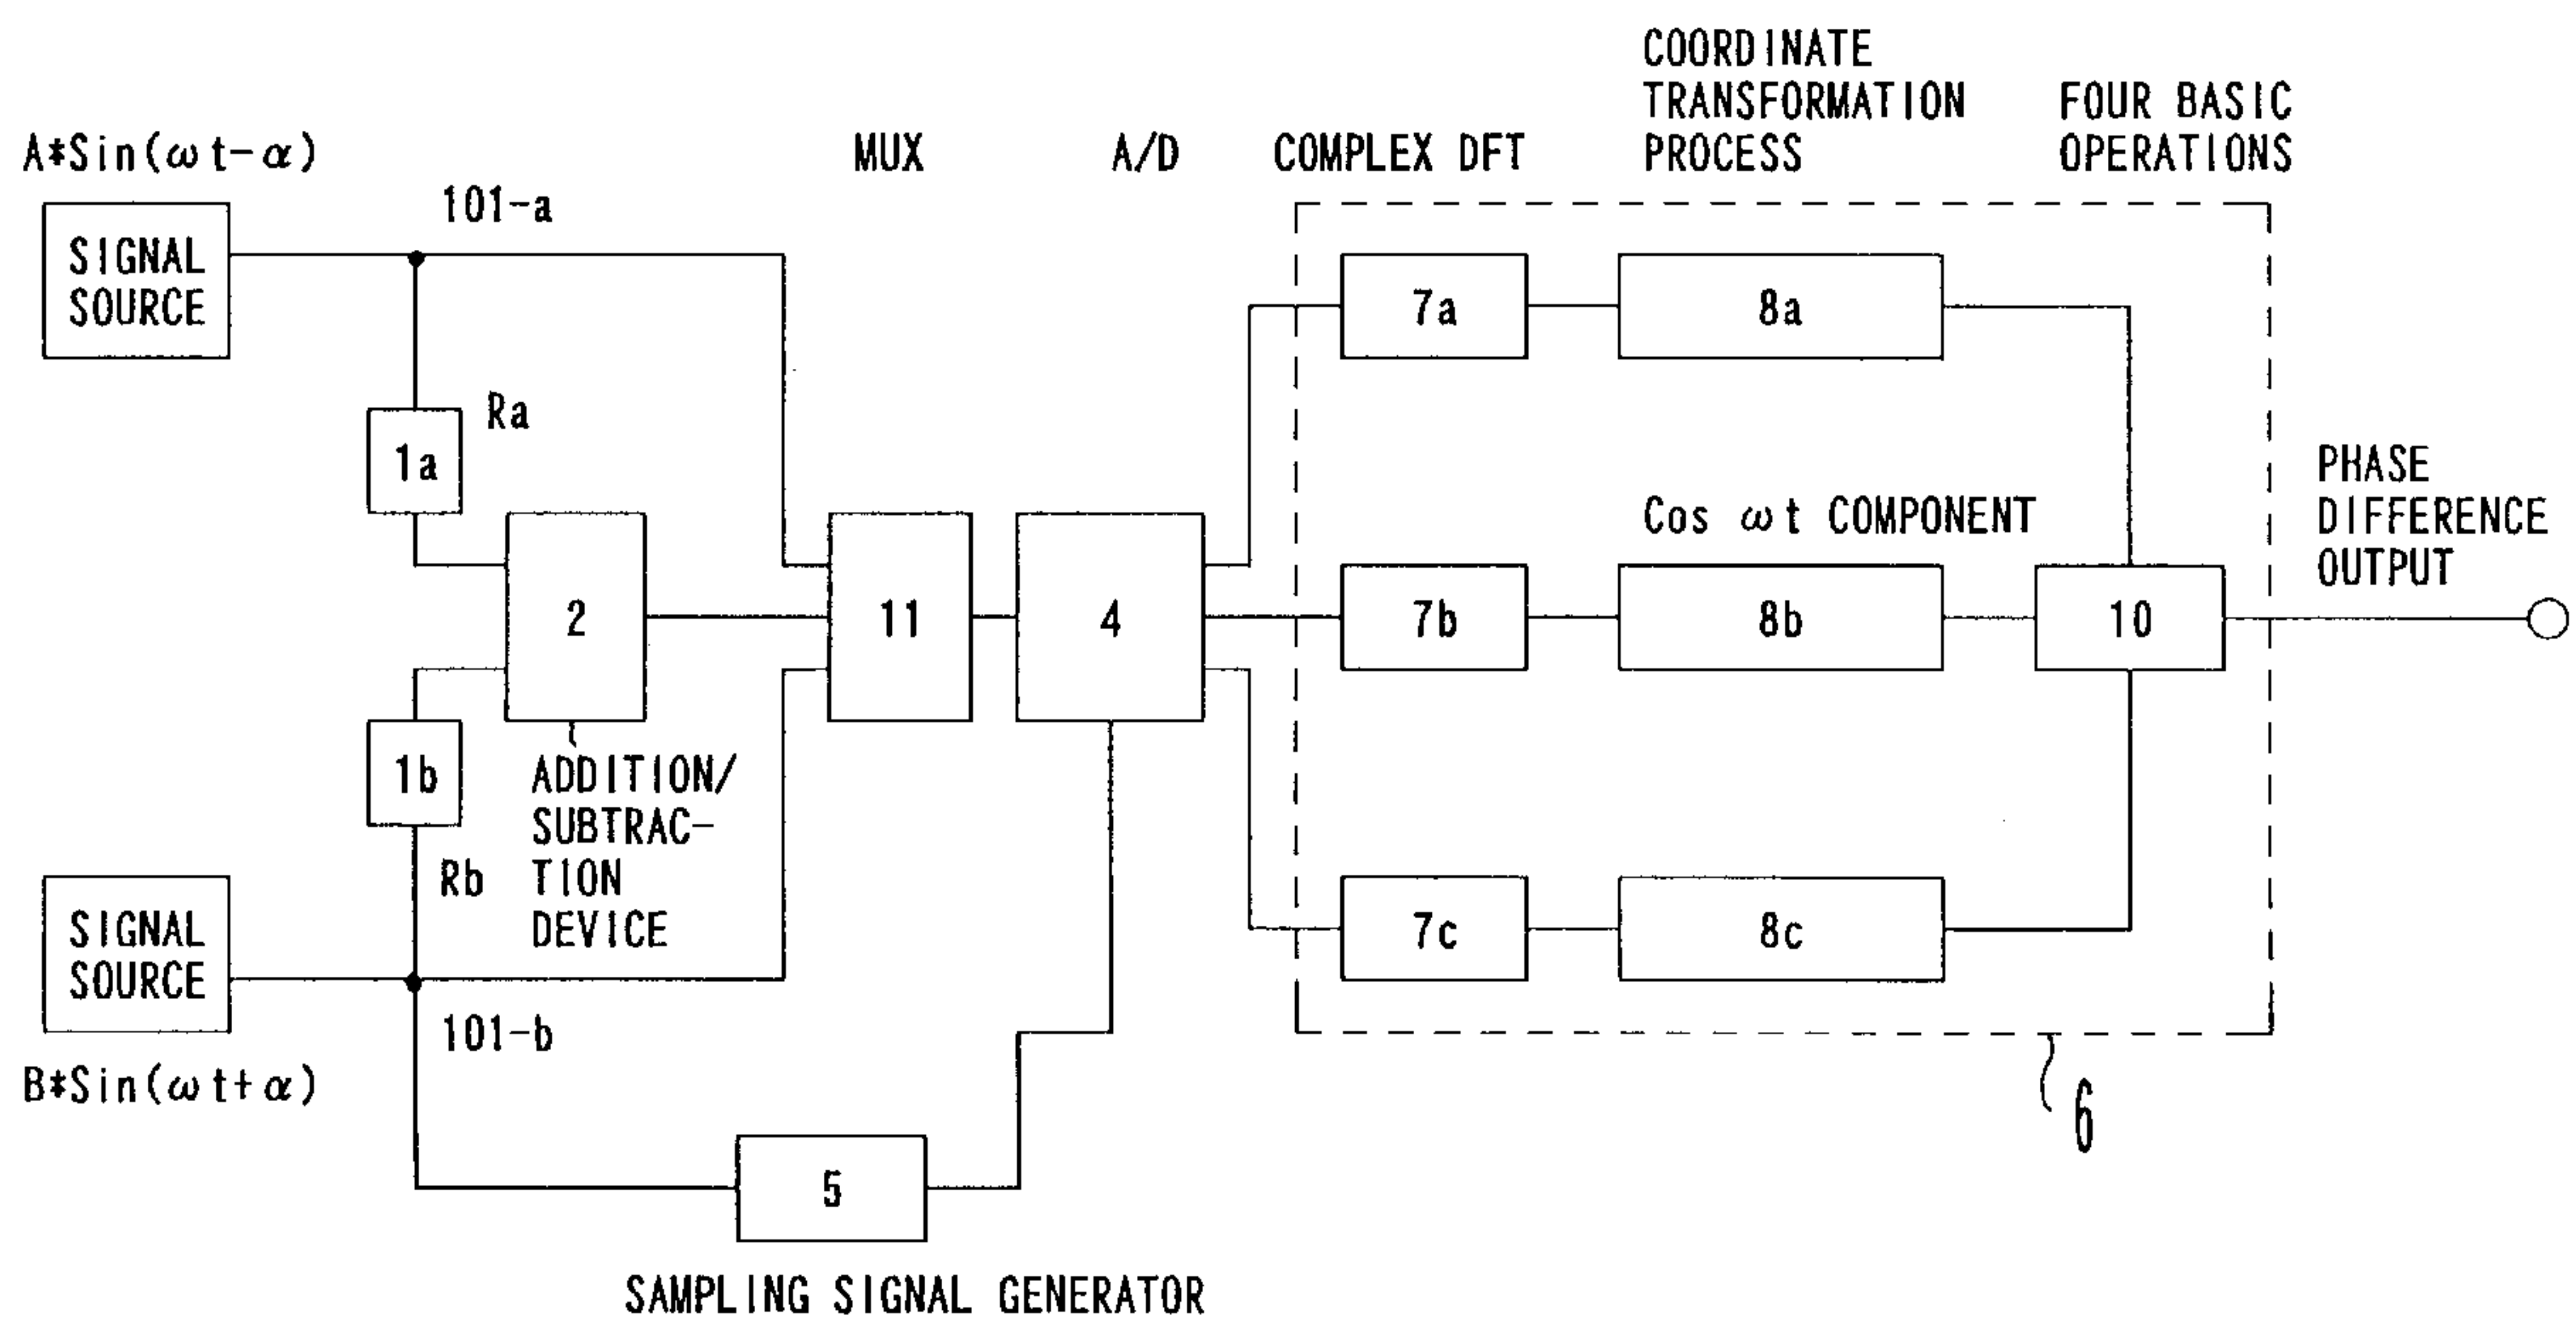 COORDINATE
TRANSFORMATION
PROCESS
FOUR BASIC
OPERATIONS
A*Sin(ωt-α)
MUX
A/D
COMPLEX DFT
101-a
SIGNAL
SOURCE
7a
8a
Ra
1a
Cos ωt COMPONENT
PHASE
DIFFERENCE
OUTPUT
2
11
4
7b
8b
10
1b
ADDITION/
SUBTRAC-
TION
DEVICE
Rb
SIGNAL
SOURCE
7c
8c
101-b
B*Sin(ωt+α)
6
5
SAMPLING SIGNAL GENERATOR